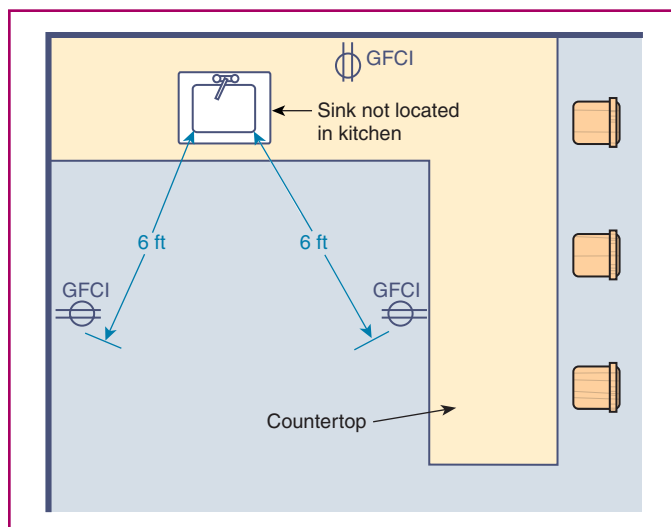 GFCI
Sink not located
in kitchen
6 ft
6 ft
GFCI
GFCI
Countertop